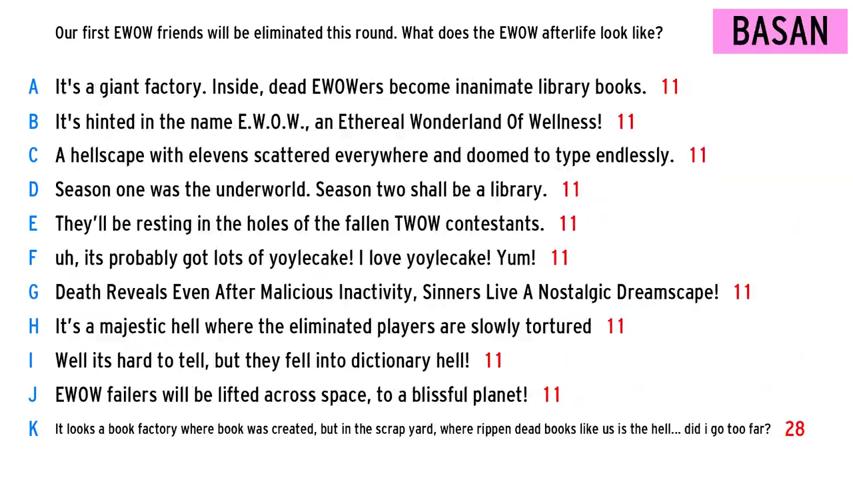 Our first EWOW friends will be eliminated this round. What does the EWOW afterlife look like?
BASAN
A It's a giant factory. Inside, dead EWOWers become inanimate library books. 11
B It's hinted in the name E.W.O.W., an Ethereal Wonderland Of Wellness! 11
C A hellscape with elevens scattered everywhere and doomed to type endlessly. 11
D Season one was the underworld. Season two shall be a library. 11
E They’ll be resting in the holes of the fallen TWOW contestants. 11
F uh, its probably got lots of yoylecake! I love yoylecake! Yum! 11
G Death Reveals Even After Malicious Inactivity, Sinners Live A Nostalgic Dreamscape! 11
H It’s a majestic hell where the eliminated players are slowly tortured 11
I Well its hard to tell, but they fell into dictionary hell! 11
J EWOW failers will be lifted across space, to a blissful planet! 11
K It looks a book factory where book was created, but in the scrap yard, where rippen dead books like us is the hell... did i go too far? 28